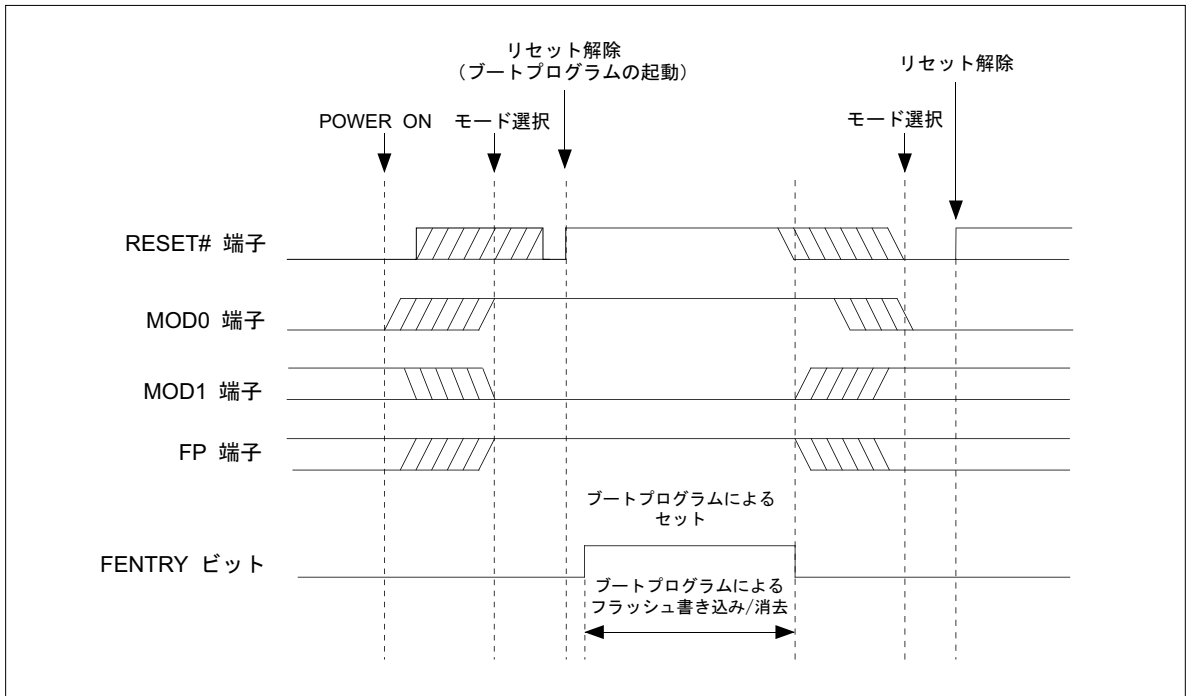 リセット解除
（ブートプログラムの起動）
リセット解除
POWER ON
モード選択
モード選択
RESET# 端子
MOD0 端子
MOD1 端子
FP 端子
ブートプログラムによる
セット
FENTRY ビット
ブートプログラムによる
フラッシュ書き込み/消去